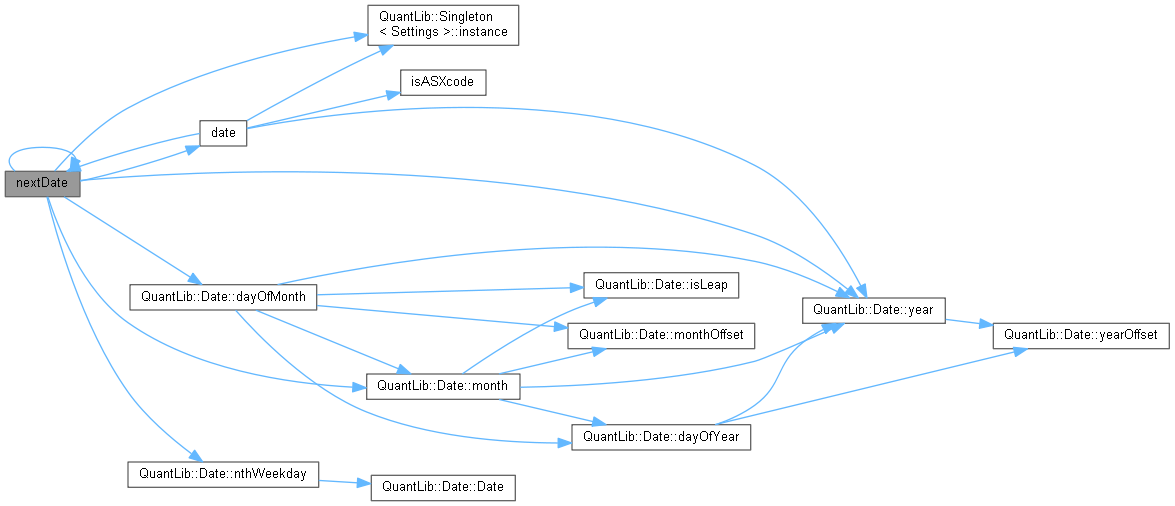 QuantLib::Singleton
< Settings >::instance
isASXcode
date
nextDate
QuantLib::Date::isLeap
QuantLib::Date::dayOfMonth
QuantLib::Date::year
QuantLib::Date::monthOffset
QuantLib::Date::yearOffset
QuantLib::Date::month
QuantLib::Date::dayOfYear
QuantLib::Date::nthWeekday
QuantLib::Date::Date